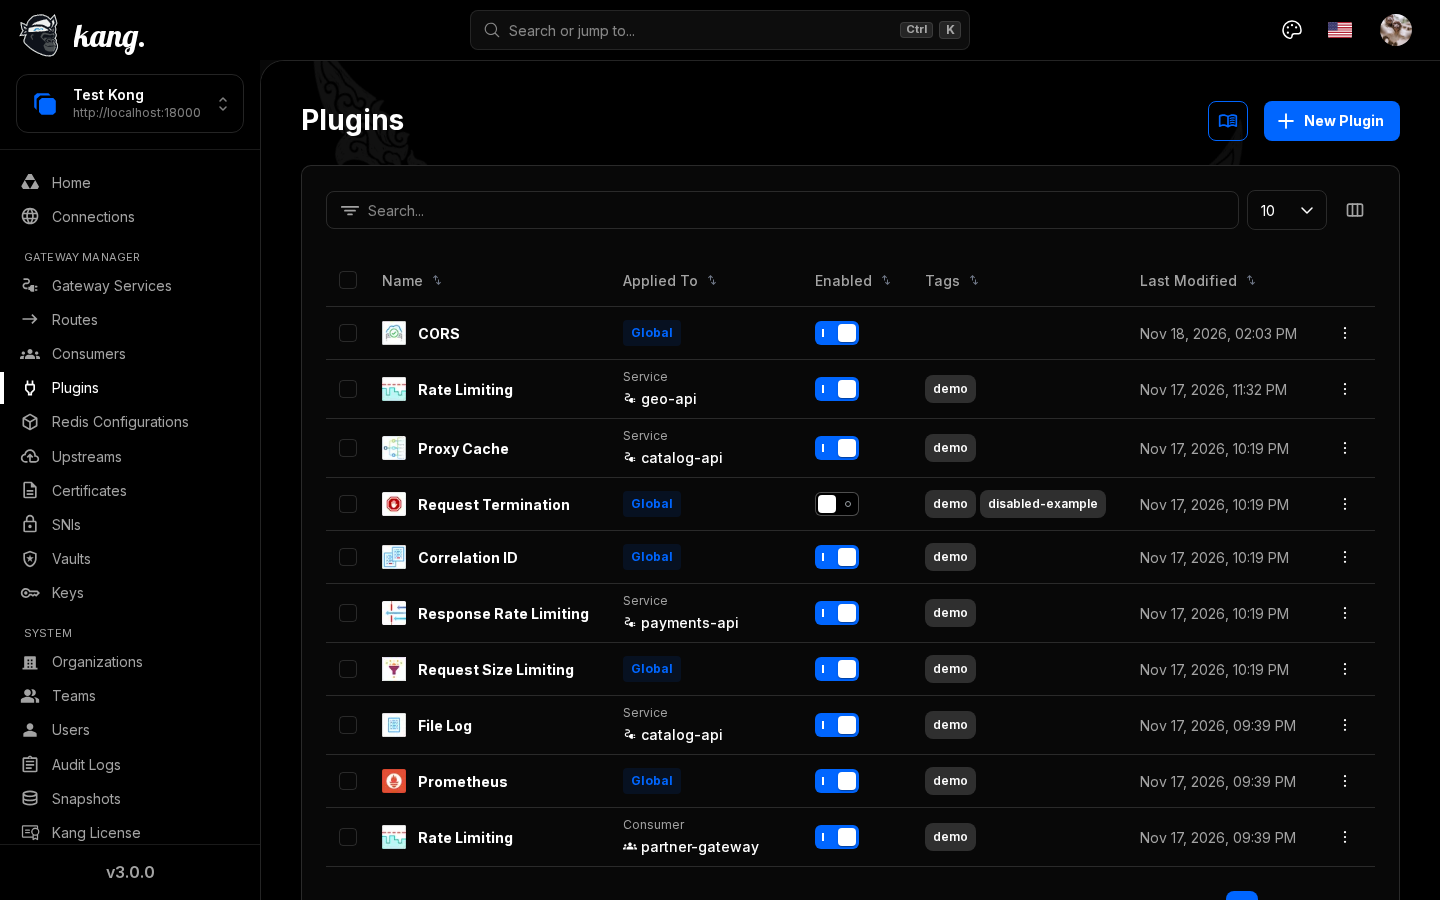 kang.
Search or jump to...
Ctrl
K
Test Kong
http://localhost:18000
Home
Connections
GATEWAY MANAGER
Gateway Services
Routes
Consumers
Plugins
Redis Configurations
Upstreams
Certificates
SNIs
Vaults
Keys
SYSTEM
Organizations
Teams
Users
Audit Logs
Snapshots
Kang License
v3.0.0
Plugins
New Plugin
Search...
10
Name Applied To Enabled Tags Last Modified
CORS Global Nov 18, 2026, 02:03 PM
Rate Limiting Service geo-api demo Nov 17, 2026, 11:32 PM
Proxy Cache Service catalog-api demo Nov 17, 2026, 10:19 PM
Request Termination Global demo disabled-example Nov 17, 2026, 10:19 PM
Correlation ID Global demo Nov 17, 2026, 10:19 PM
Response Rate Limiting Service payments-api demo Nov 17, 2026, 10:19 PM
Request Size Limiting Global demo Nov 17, 2026, 10:19 PM
File Log Service catalog-api demo Nov 17, 2026, 09:39 PM
Prometheus Global demo Nov 17, 2026, 09:39 PM
Rate Limiting Consumer partner-gateway demo Nov 17, 2026, 09:39 PM